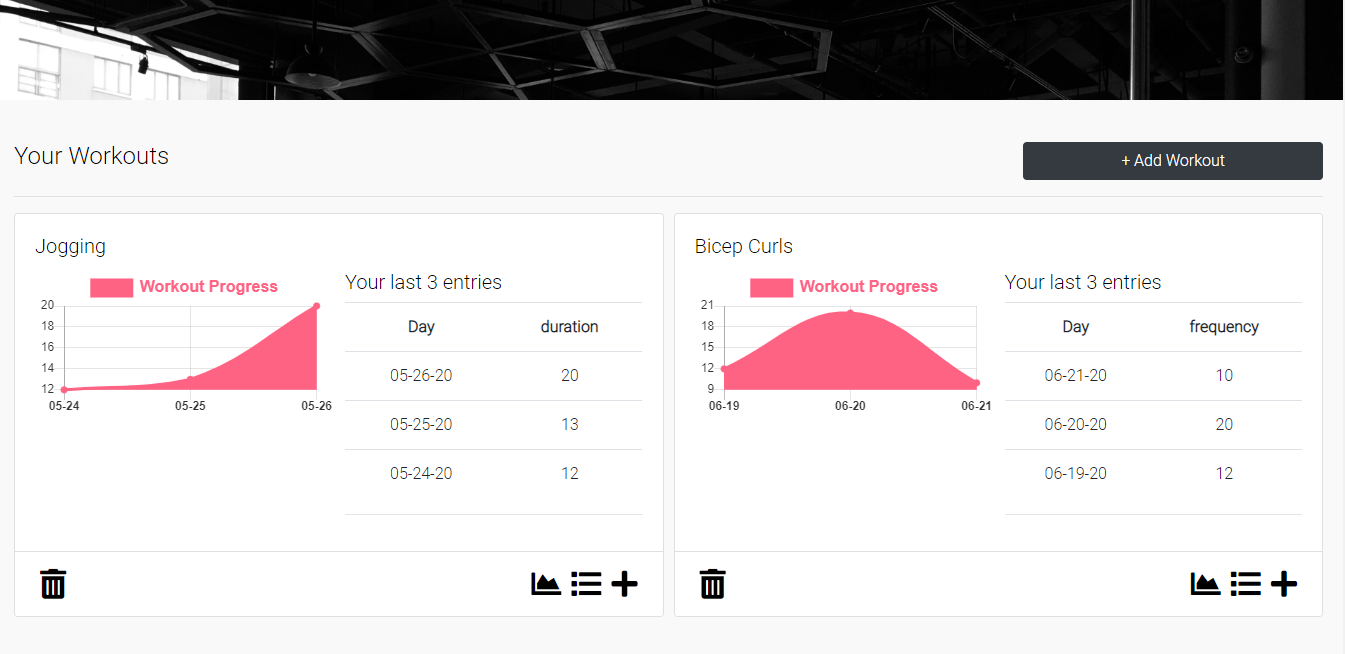 Your Workouts
+ Add Workout
Jogging
Workout Progress
20
18
16
14
12
05-24 05-25 05-26
Your last 3 entries
Day duration
05-26-20 20
05-25-20 13
05-24-20 12
Bicep Curls
Workout Progress
21
18
15
12
9
06-19 06-20 06-21
Your last 3 entries
Day frequency
06-21-20 10
06-20-20 20
06-19-20 12